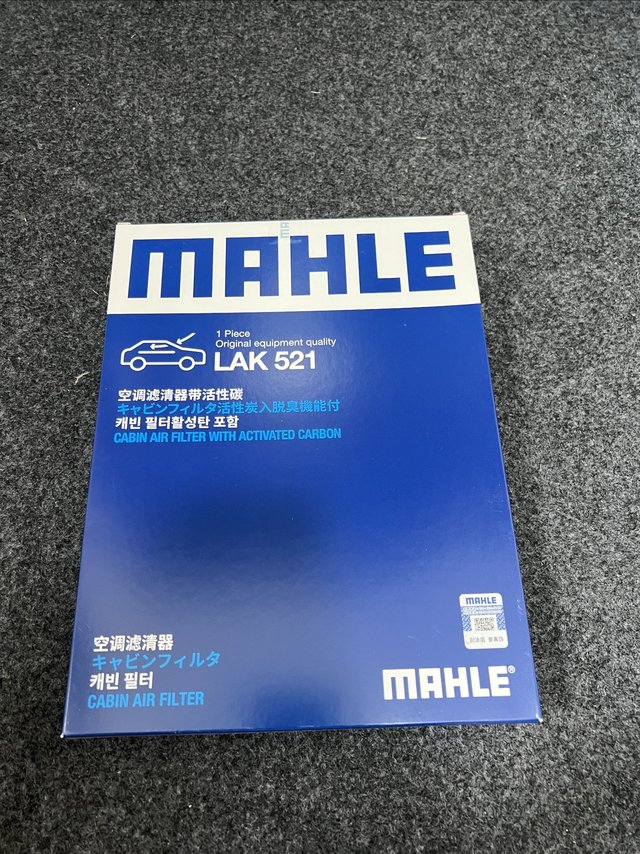 MAHLE
1 Piece
Original equipment quality
LAK 521
空调滤清器带活性碳
キャビンフィルタ活性炭入脱臭機能付
캐빈 필터활성탄 포함
CABIN AIR FILTER WITH ACTIVATED CARBON
MAHLE
空调滤清器
キャビンフィルタ
캐빈 필터
CABIN AIR FILTER
MAHLE®